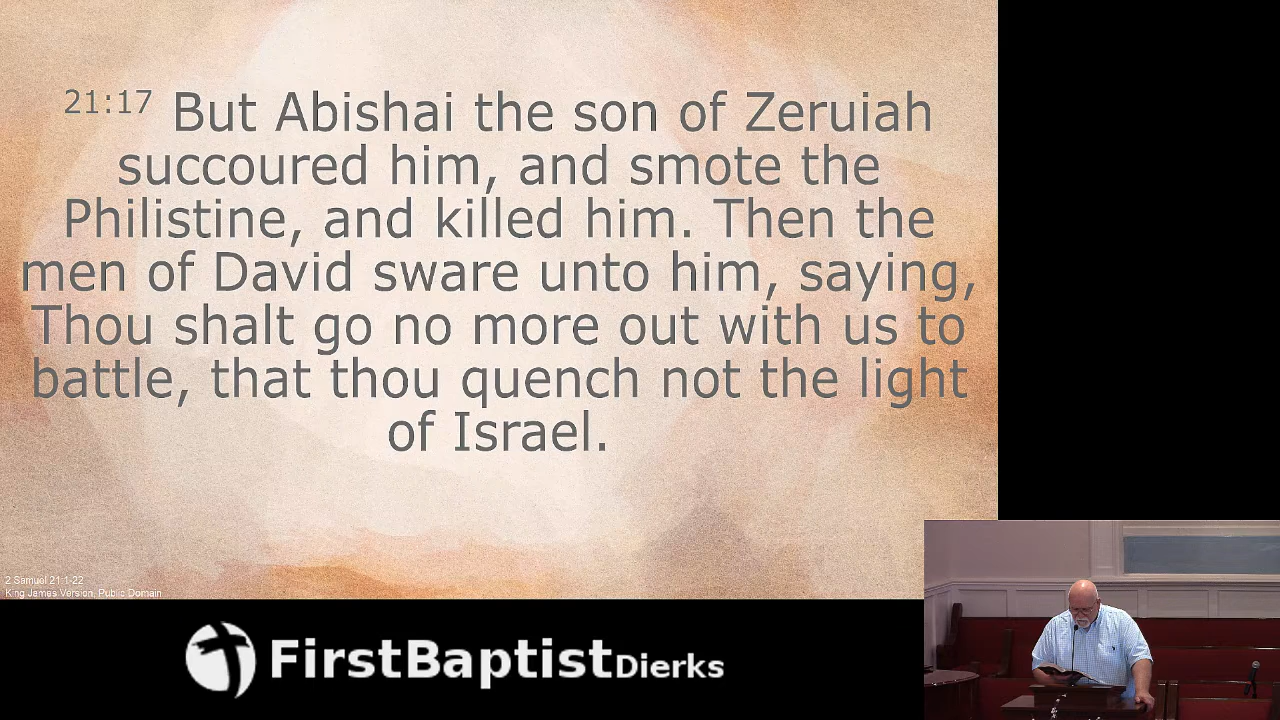 21:17 But Abishai the son of Zeruiah
succoured him, and smote the
Philistine, and killed him. Then the
men of David sware unto him, saying,
Thou shalt go no more out with us to
battle, that thou quench not the light
of Israel.
2 Samuel 21:1-22
King James Version, Public Domain
FirstBaptistDierks